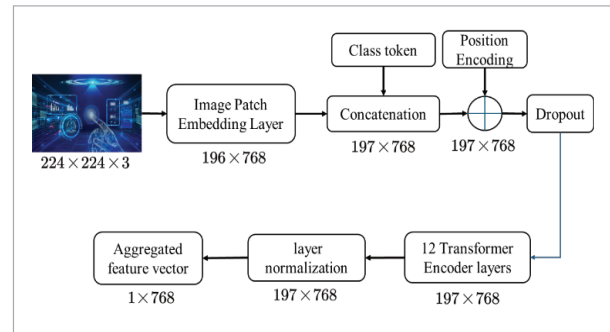 Class token
Position
Encoding
Image Patch
Embedding Layer
Concatenation
Dropout
224×224×3
196×768
197×768
197×768
Aggregated
feature vector
layer
normalization
12 Transformer
Encoder layers
1×768
197×768
197×768